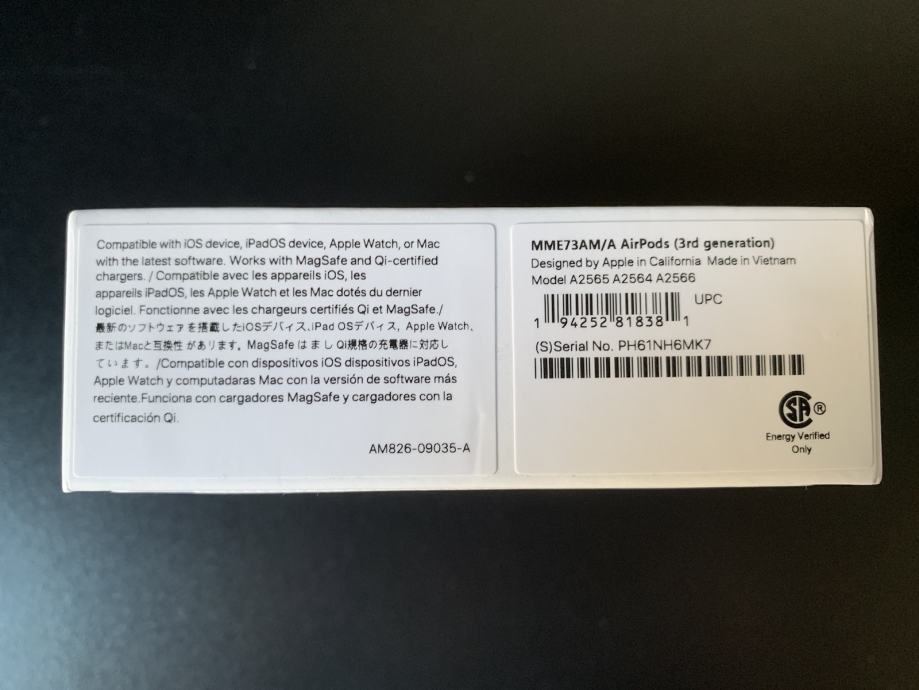 Compatible with iOS device, iPadOS device, Apple Watch, or Mac
with the latest software. Works with MagSafe and Qi-certified
chargers. / Compatible avec les appareils iOS, les
appareils iPadOS, les Apple Watch et les Mac dotés du dernier
logiciel. Fonctionne avec les chargeurs certifiés Qi et MagSafe./
最新のソフトウェァを搭載したiOSデバイス､iPad OSデバイス, Apple Watch､
またはMacと互換性 があります。MagSafe は ま し Qi規格の充電器に対応し
て い ま す 。/Compatible con dispositivos iOS dispositivos iPadOS,
Apple Watch y computadaras Mac con la versión de software más
reciente.Funciona con cargadores MagSafe y cargadores con la
certificación Qi.
AM826-09035-A
MME73AM/A AirPods (3rd generation)
Designed by Apple in California Made in Vietnam
Model A2565 A2564 A2566
UPC
1 94252 81838 1
(S)Serial No. PH61NH6MK7
CSA®
Energy Verified
Only